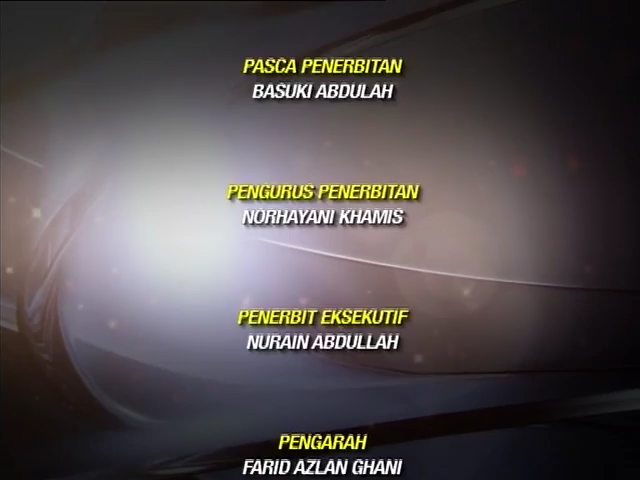 PASCA PENERBITAN
BASUKI ABDULAH
PENGURUS PENERBITAN
NORHAYANI KHAMIS
PENERBIT EKSEKUTIF
NURAIN ABDULLAH
PENGARAH
FARID AZLAN GHANI